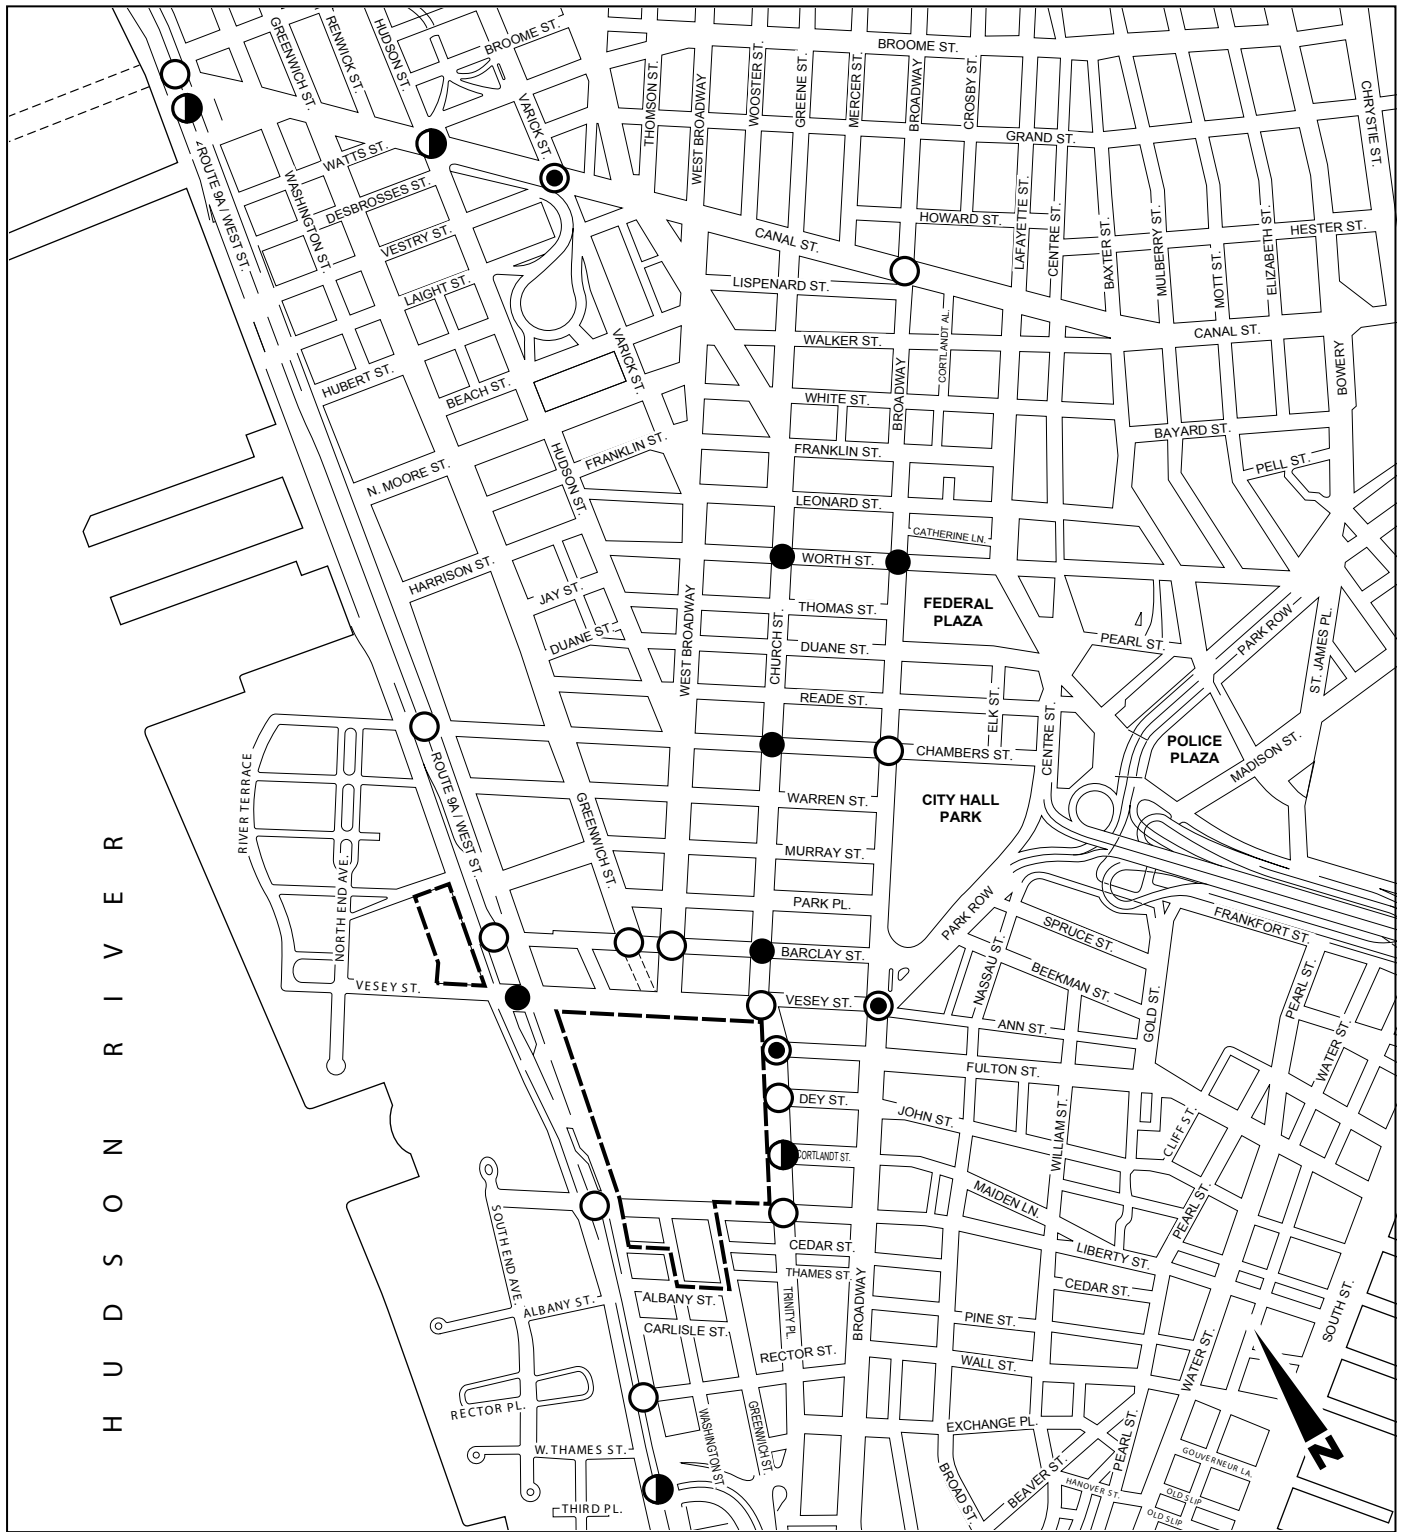 BROOME ST.
BROOME ST.
GREENWICH ST.
RENWICK ST.
HUDSON ST.
VARICK ST.
THOMSON ST.
WEST BROADWAY
WOOSTER ST.
GREENE ST.
MERCER ST.
BROADWAY
CROSBY ST.
GRAND ST.
CHRYSTIE ST.
ROUTE 9A / WEST ST.
WATTS ST.
WASHINGTON ST.
DESBROSSES ST.
VESTRY ST.
LAIGHT ST.
CANAL ST.
HOWARD ST.
LAFAYETTE ST.
CENTRE ST.
BAXTER ST.
MULBERRY ST.
MOTT ST.
ELIZABETH ST.
HESTER ST.
LISPENARD ST.
WALKER ST.
CORTLANDT AL.
CANAL ST.
BOWERY
HUBERT ST.
BEACH ST.
VARICK ST.
WHITE ST.
BROADWAY
BAYARD ST.
PELL ST.
N. MOORE ST.
HUDSON ST.
FRANKLIN ST.
FRANKLIN ST.
LEONARD ST.
CATHERINE LN.
WORTH ST.
HARRISON ST.
JAY ST.
DUANE ST.
WEST BROADWAY
CHURCH ST.
THOMAS ST.
DUANE ST.
READE ST.
FEDERAL
PLAZA
PEARL ST.
PARK ROW
ST. JAMES PL.
ELK ST.
CENTRE ST.
CHAMBERS ST.
POLICE
PLAZA
MADISON ST.
RIVER TERRACE
ROUTE 9A / WEST ST.
GREENWICH ST.
WARREN ST.
CITY HALL
PARK
MURRAY ST.
PARK PL.
NORTH END AVE.
PARK ROW
SPRUCE ST.
FRANKFORT ST.
BARCLAY ST.
NASSAU ST.
BEEKMAN ST.
GOLD ST.
PEARL ST.
VESEY ST.
VESEY ST.
ANN ST.
WATER ST.
FULTON ST.
DEY ST.
JOHN ST.
WILLIAM ST.
CLIFF ST.
CORTLANDT ST.
MAIDEN LN.
PEARL ST.
SOUTH END AVE.
CEDAR ST.
LIBERTY ST.
THAMES ST.
CEDAR ST.
ALBANY ST.
ALBANY ST.
TRINITY PL.
BROADWAY
SOUTH ST.
CARLISLE ST.
PINE ST.
RECTOR ST.
WALL ST.
WATER ST.
RECTOR PL.
WASHINGTON ST
GREENWICH ST.
EXCHANGE PL.
PEARL ST.
W. THAMES ST.
BROAD ST.
BEAVER ST.
GOUVERNEUR LA.
HANOVER ST.
OLD SLIP
OLD SLIP
THIRD PL.
HUDSON RIVER
N